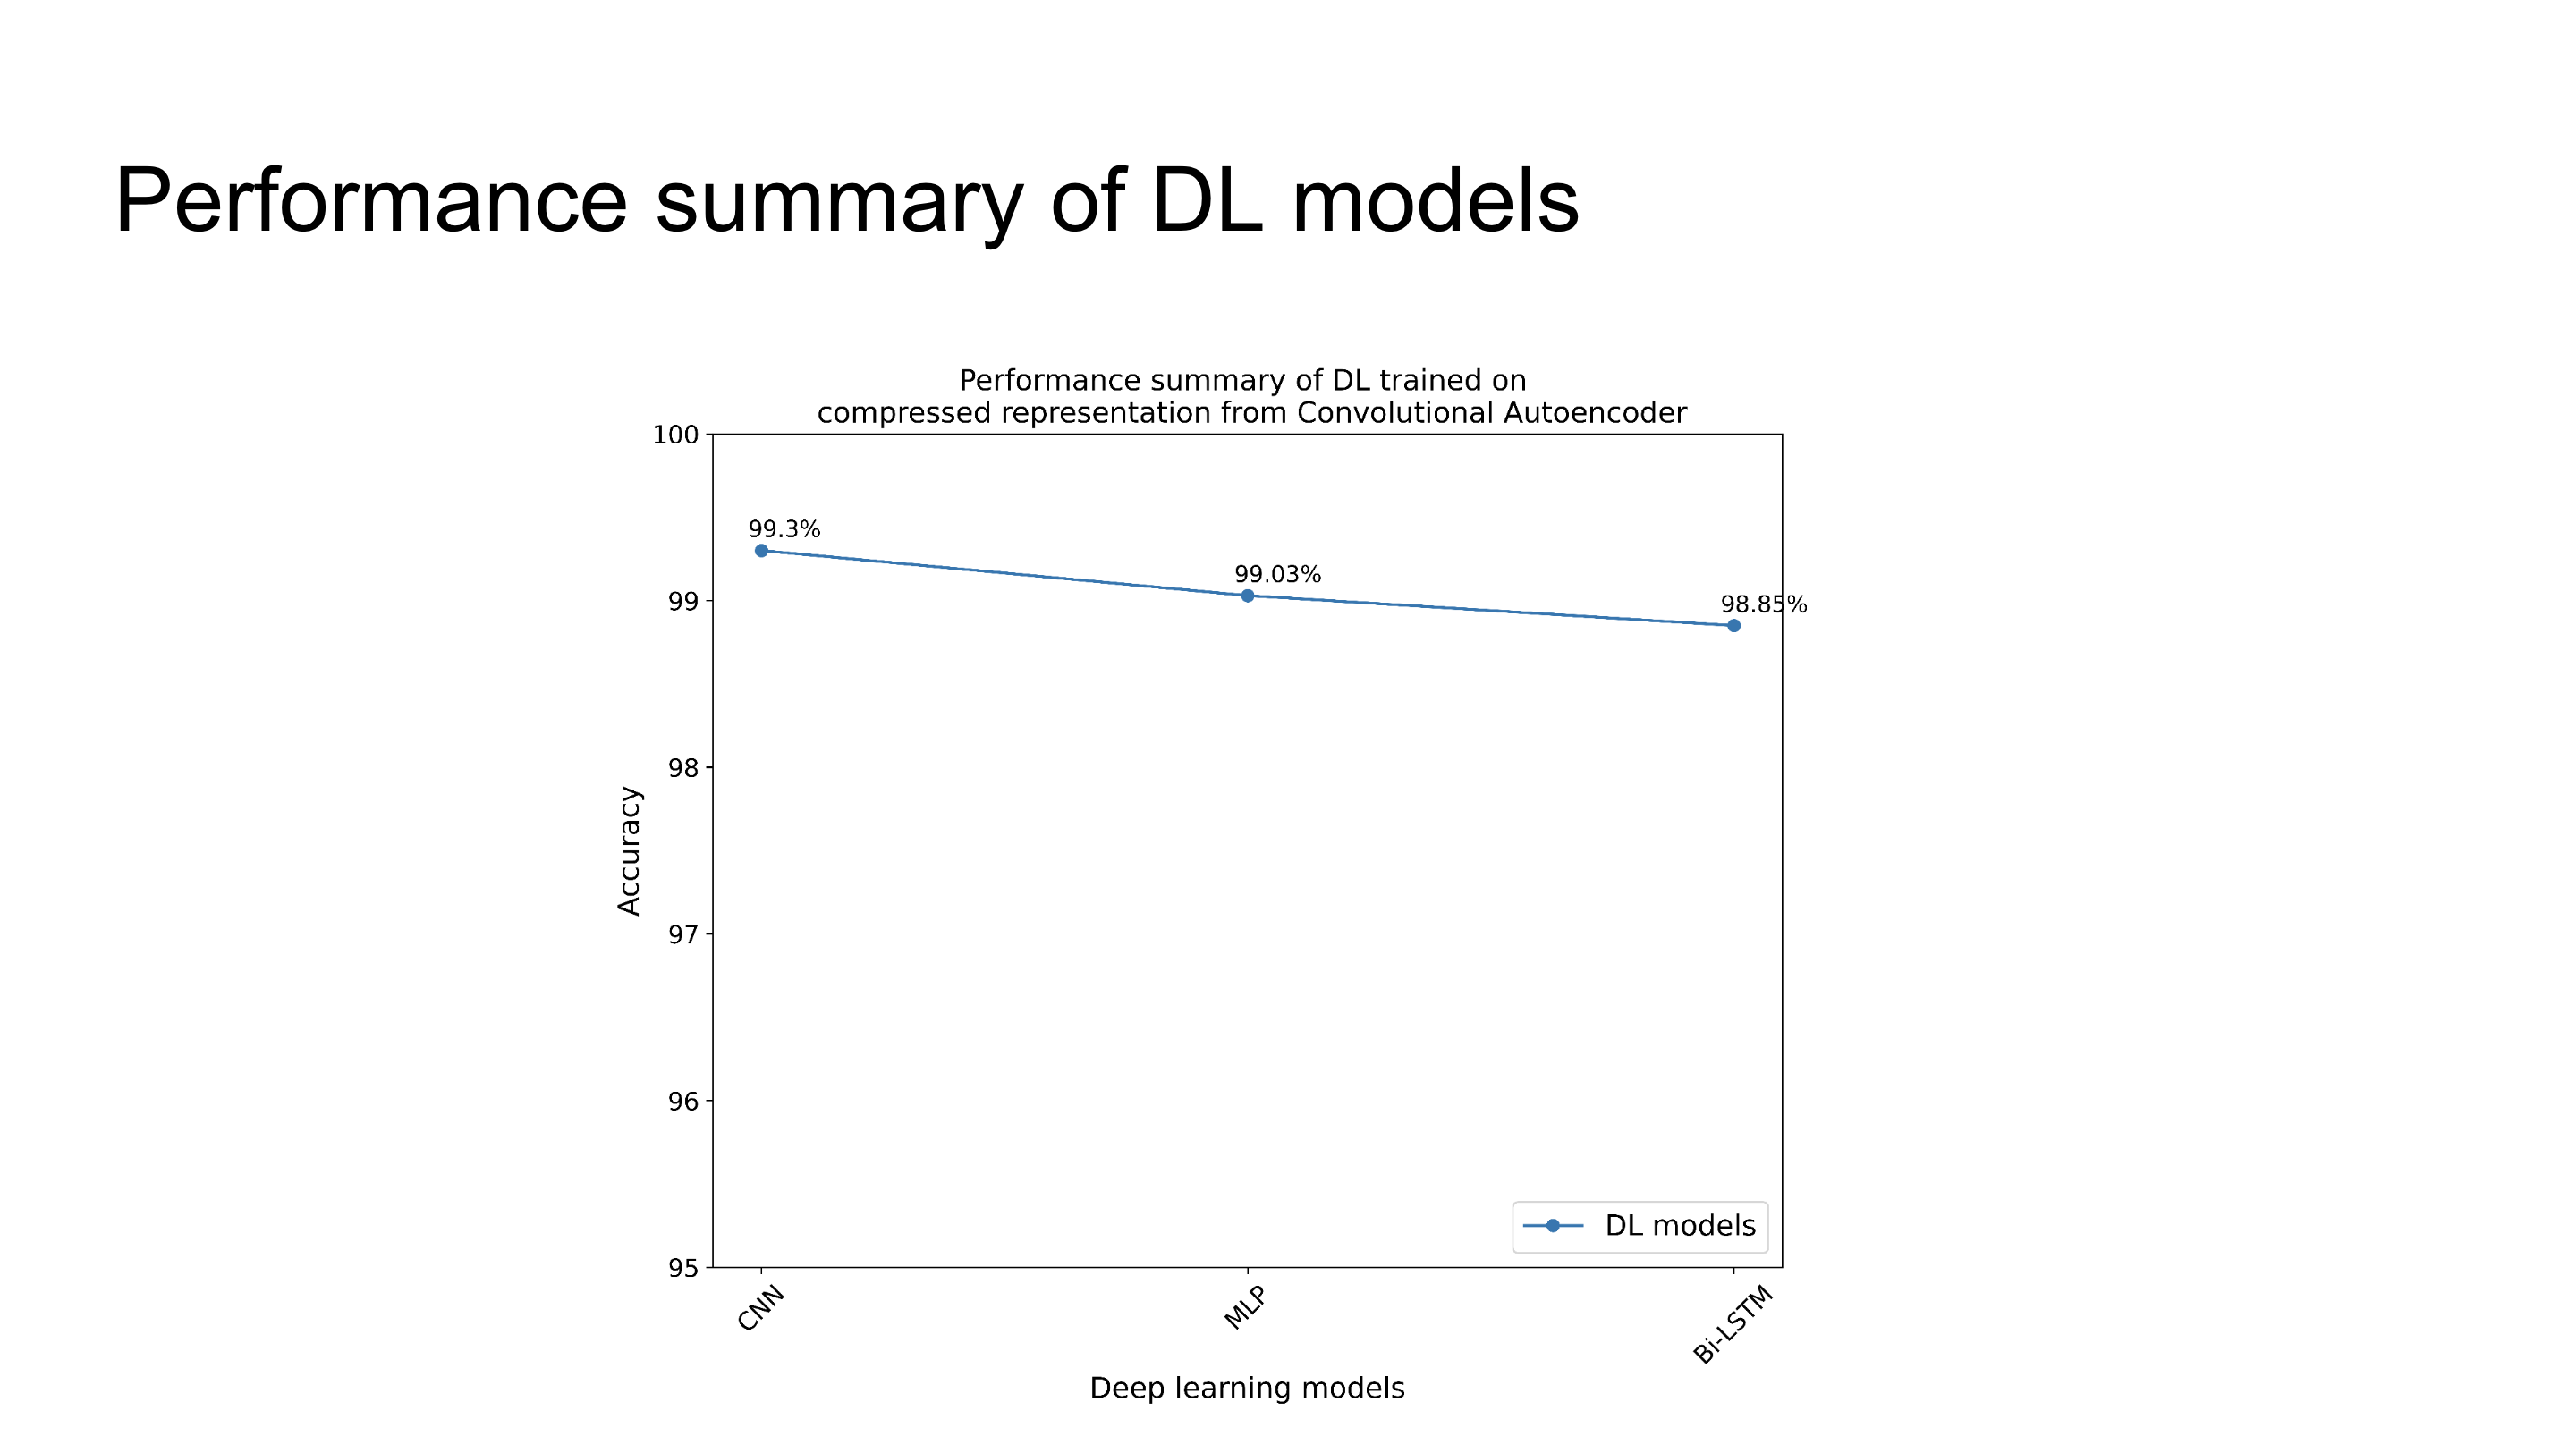 Performance summary of DL models
Performance summary of DL trained on
compressed representation from Convolutional Autoencoder
100
99.3%
99.03%
99
98.85%
98
Accuracy
97
96
DL models
95
CNN
MLP
Bi-LSTM
Deep learning models